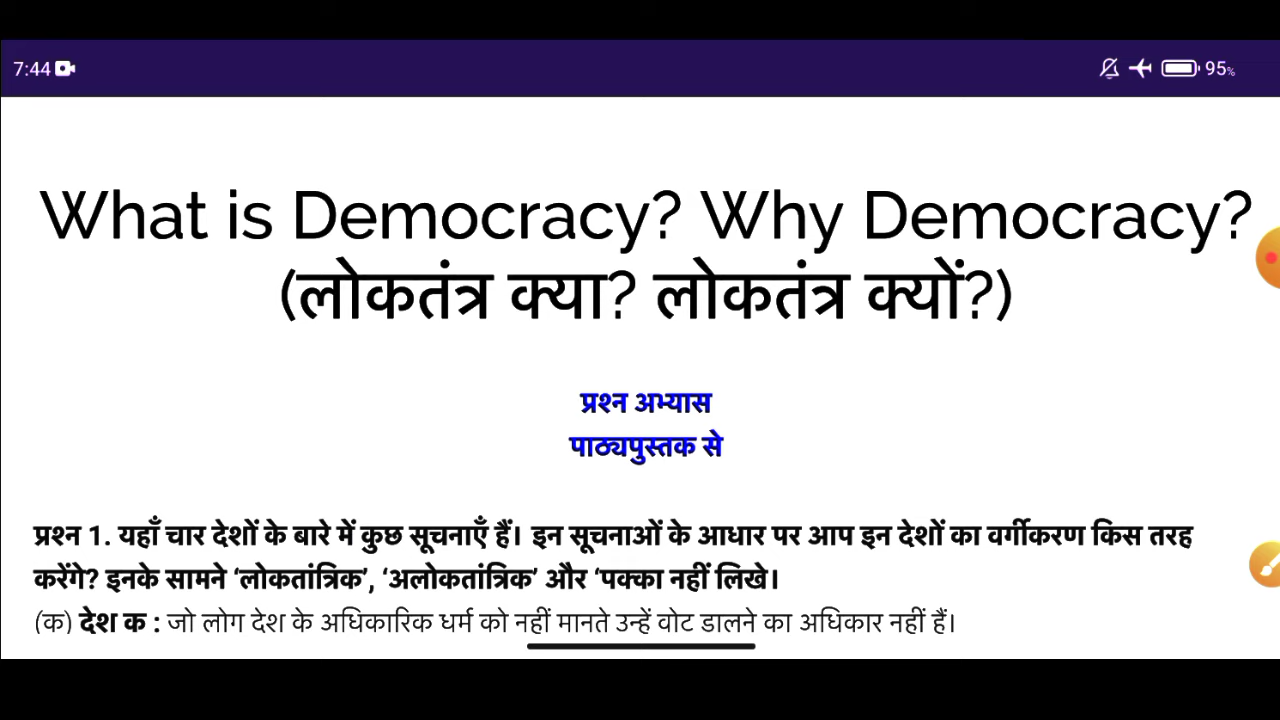 7:44
95%
What is Democracy? Why Democracy?
(लोकतंत्र क्या? लोकतंत्र क्यों?)
प्रश्न अभ्यास
पाठ्यपुस्तक से
प्रश्न 1. यहाँ चार देशों के बारे में कुछ सूचनाएँ हैं। इन सूचनाओं के आधार पर आप इन देशों का वर्गीकरण किस तरह
करेंगे? इनके सामने ‘लोकतांत्रिक’, ‘अलोकतांत्रिक’ और ‘पक्का नहीं लिखे।
(क) देश क : जो लोग देश के अधिकारिक धर्म को नहीं मानते उन्हें वोट डालने का अधिकार नहीं हैं।